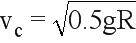 v_c = √(0.5gR)